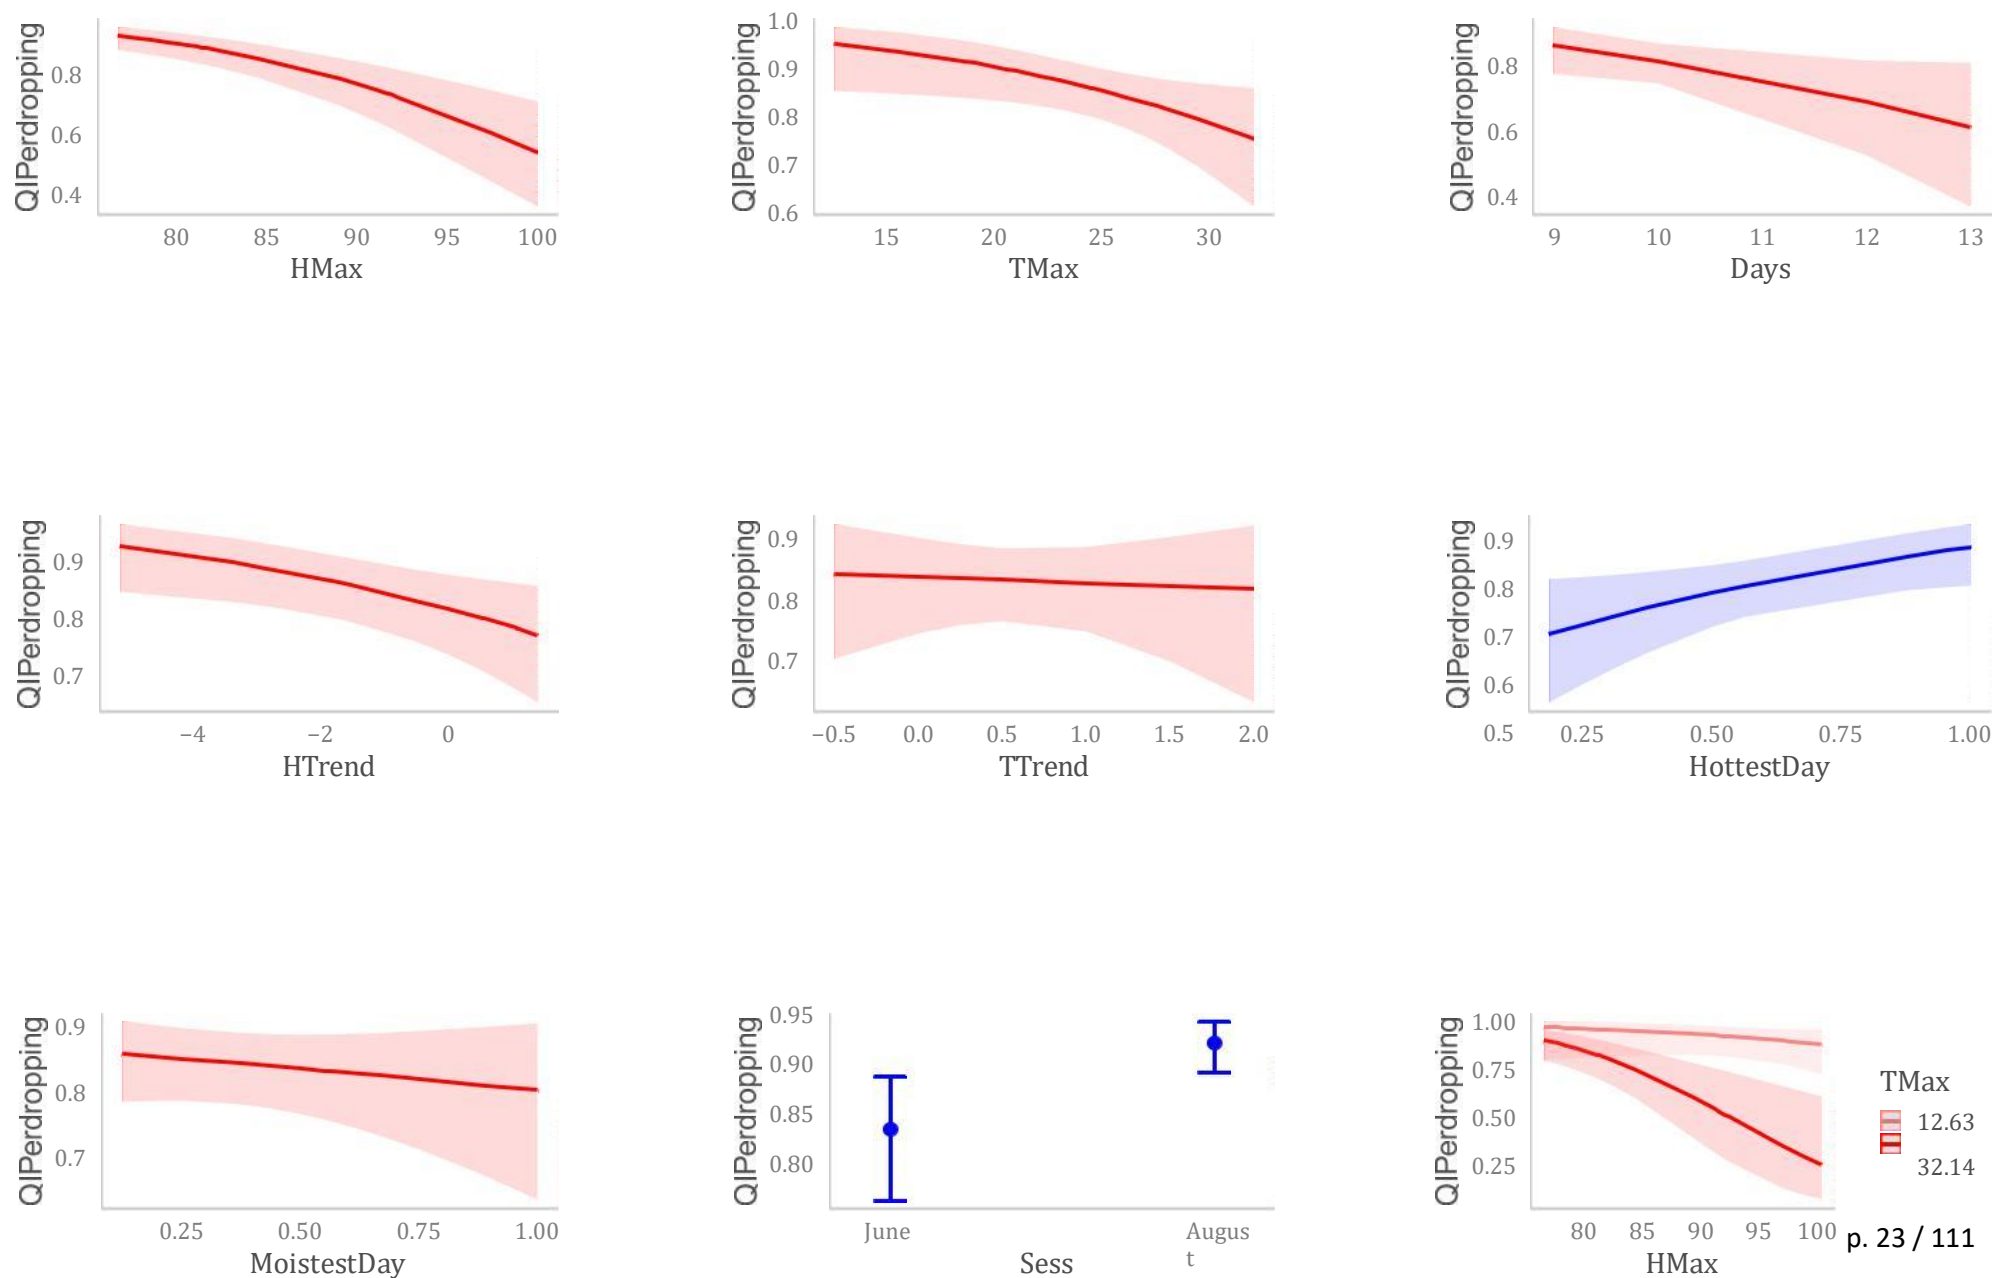 QIPerdropping
0.8
0.6
0.4
80 85 90 95 100
HMax
QIPerdropping
1.0
0.9
0.8
0.7
0.6
15 20 25 30
TMax
QIPerdropping
0.8
0.6
0.4
9 10 11 12 13
Days
QIPerdropping
0.9
0.8
0.7
−4 −2 0
HTrend
QIPerdropping
0.9
0.8
0.7
−0.5 0.0 0.5 1.0 1.5 2.0
TTrend
QIPerdropping
0.9
0.8
0.7
0.6
0.5 0.25 0.50 0.75 1.00
HottestDay
QIPerdropping
0.9
0.8
0.7
0.25 0.50 0.75 1.00
MoistestDay
QIPerdropping
0.95
0.90
0.85
0.80
June Augus
t
Sess
QIPerdropping
1.00
0.75
0.50
0.25
80 85 90 95 100
HMax
TMax
12.63
32.14
p. 23 / 111